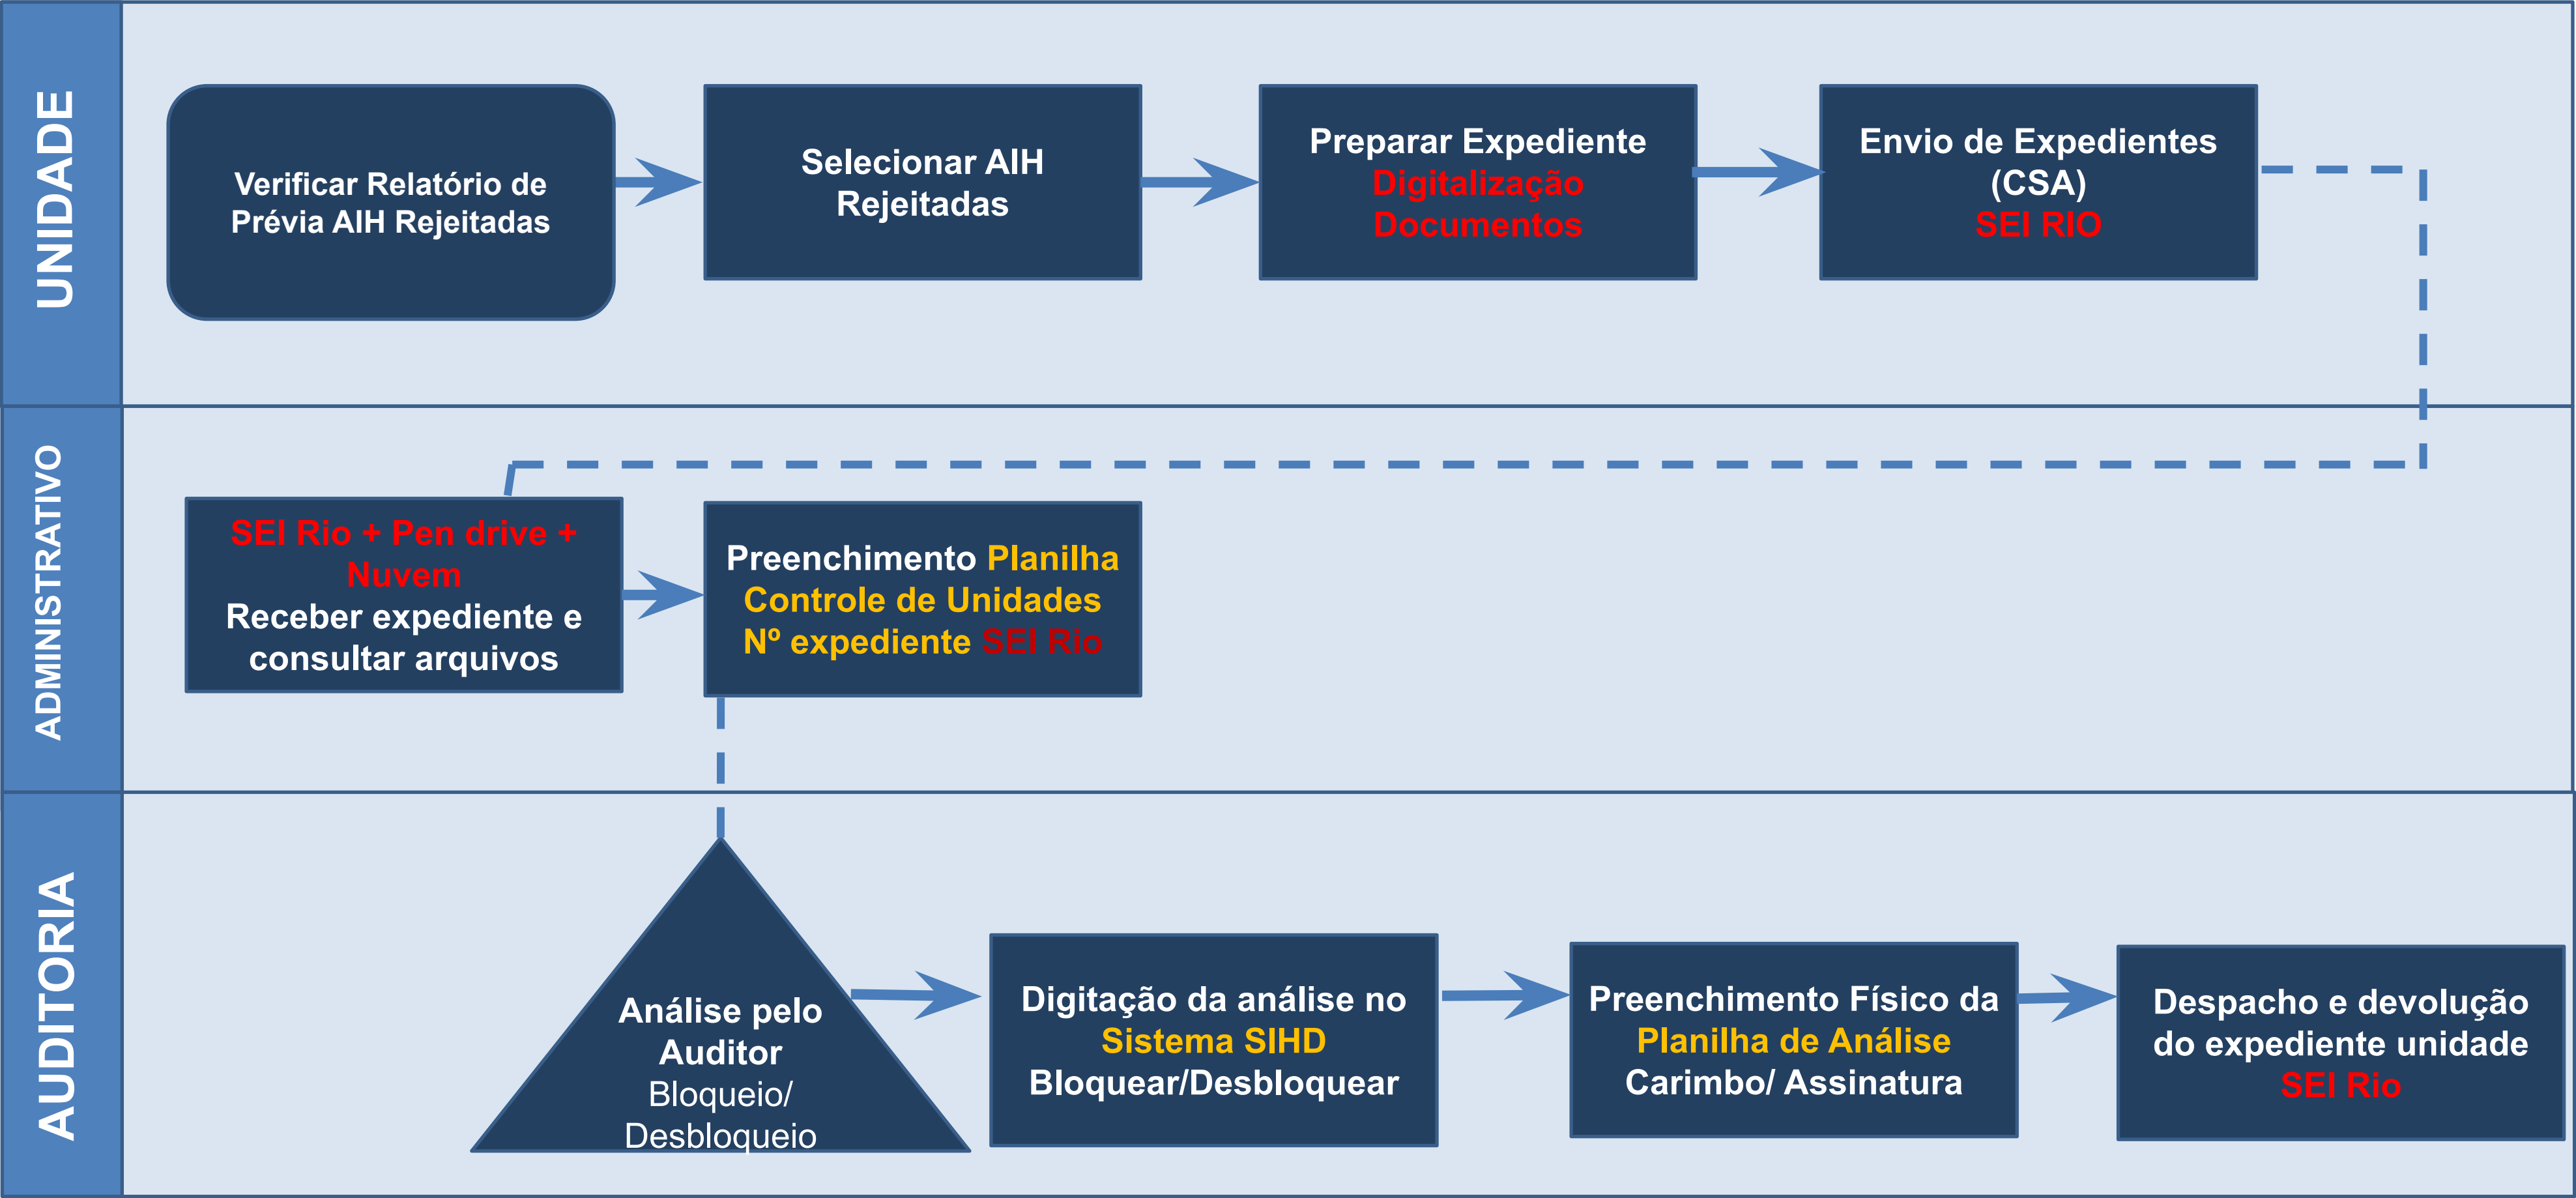 UNIDADE
Verificar Relatório de
Prévia AIH Rejeitadas
Selecionar AIH
Rejeitadas
Preparar Expediente
Digitalização
Documentos
Envio de Expedientes
(CSA)
SEI RIO
ADMINISTRATIVO
SEI Rio + Pen drive +
Nuvem
Receber expediente e
consultar arquivos
Preenchimento Planilha
Controle de Unidades
Nº expediente SEI Rio
AUDITORIA
Análise pelo
Auditor
Bloqueio/
Desbloqueio
Digitação da análise no
Sistema SIHD
Bloquear/Desbloquear
Preenchimento Físico da
Planilha de Análise
Carimbo/ Assinatura
Despacho e devolução
do expediente unidade
SEI Rio